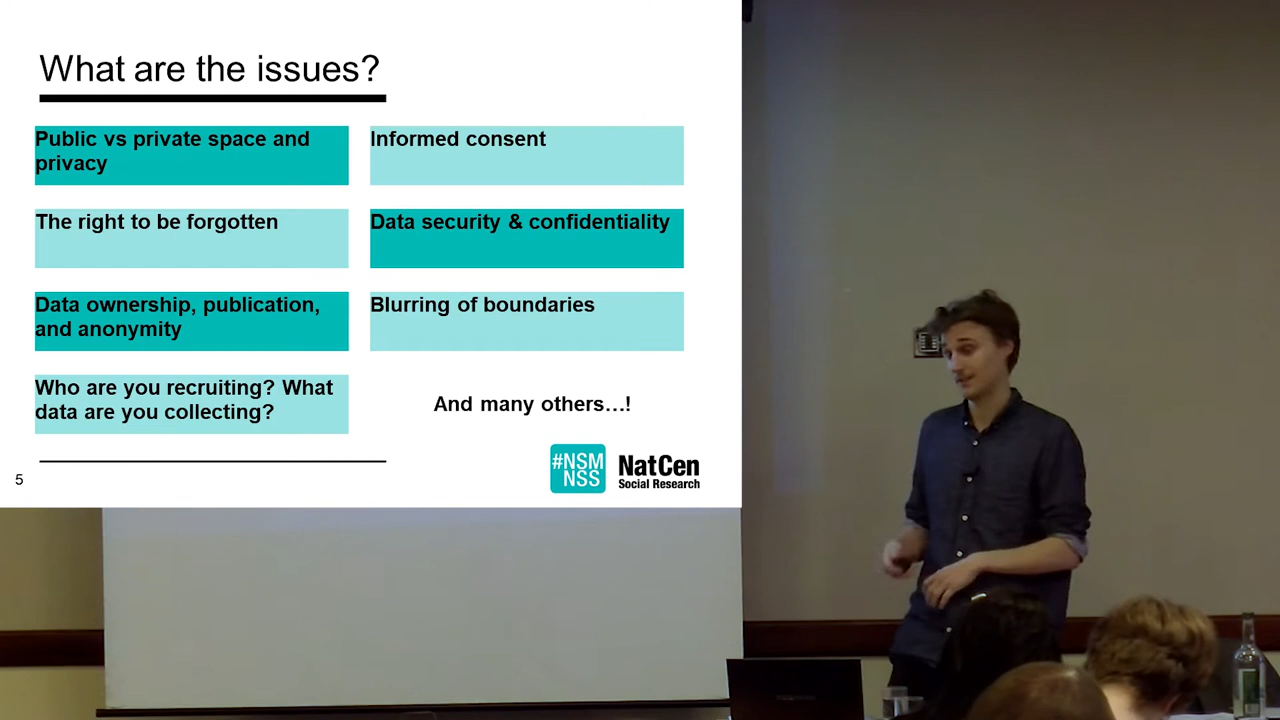 What are the issues?
Public vs private space and
privacy
Informed consent
The right to be forgotten
Data security & confidentiality
Data ownership, publication,
and anonymity
Blurring of boundaries
Who are you recruiting? What
data are you collecting?
And many others…!
5
#NSM
NSS
NatCen
Social Research